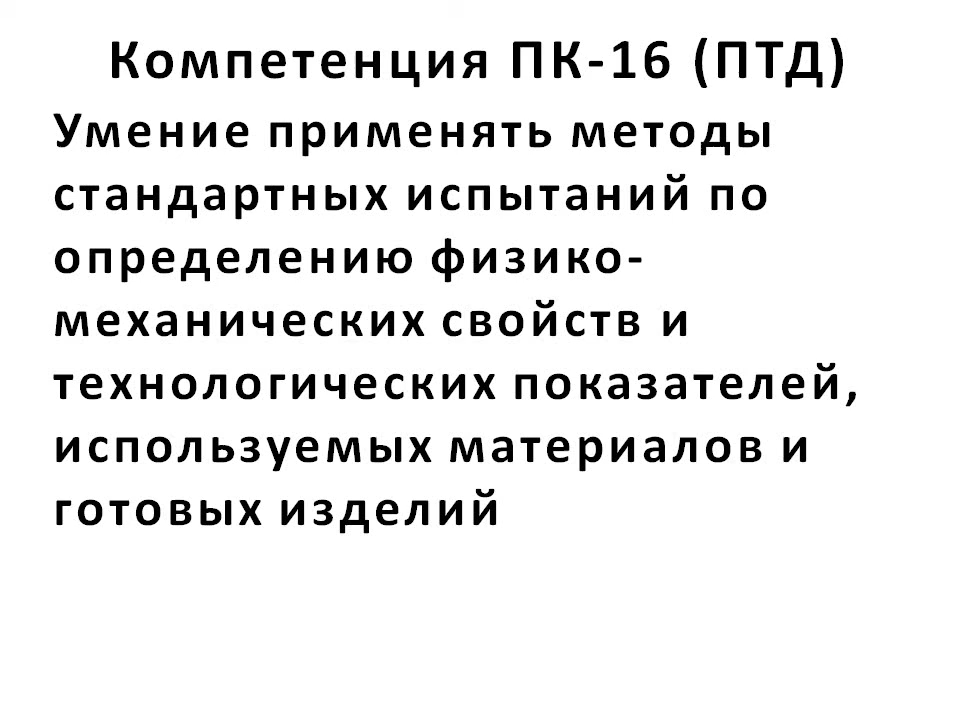 Компетенция ПК-16 (ПТД)
Умение применять методы
стандартных испытаний по
определению физико-
механических свойств и
технологических показателей,
используемых материалов и
готовых изделий